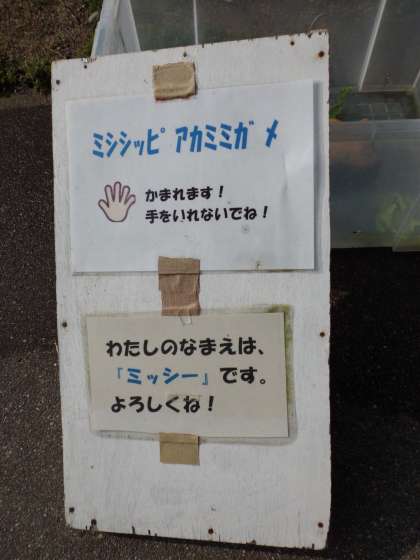 ミシシッピ アカミミガメ
かまれます！
手をいれないでね！
わたしのなまえは、
『ミッシー』です。
よろしくね！